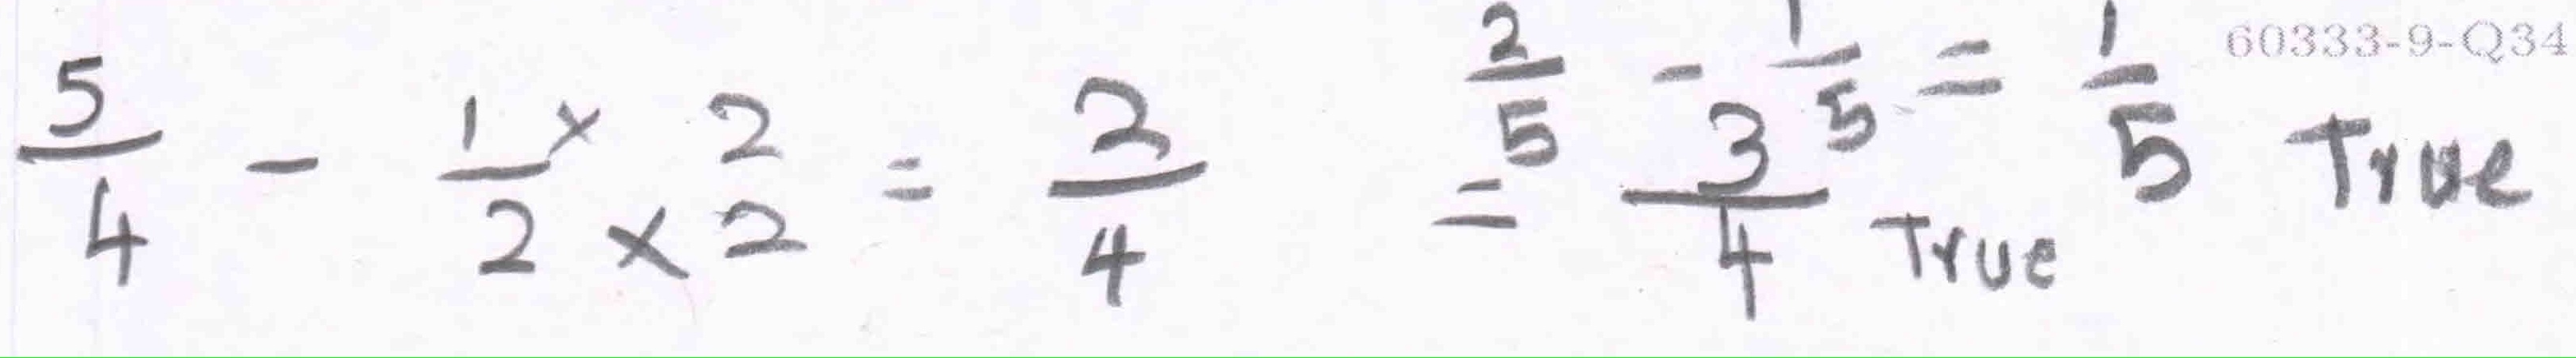 2/5 - 1/5 = 1/5 True 60333-9-Q34
5/4 - 1/2 × 2 / × 2 = 2/4 = 3/4 True